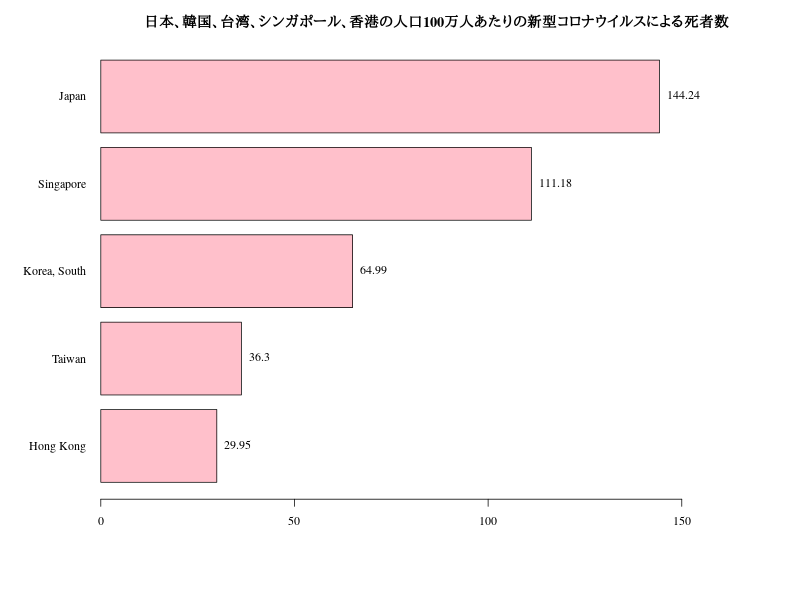 日本、韓国、台湾、シンガポール、香港の人口100万人あたりの新型コロナウイルスによる死者数
Japan 144.24
Singapore 111.18
Korea, South 64.99
Taiwan 36.3
Hong Kong 29.95
0 50 100 150